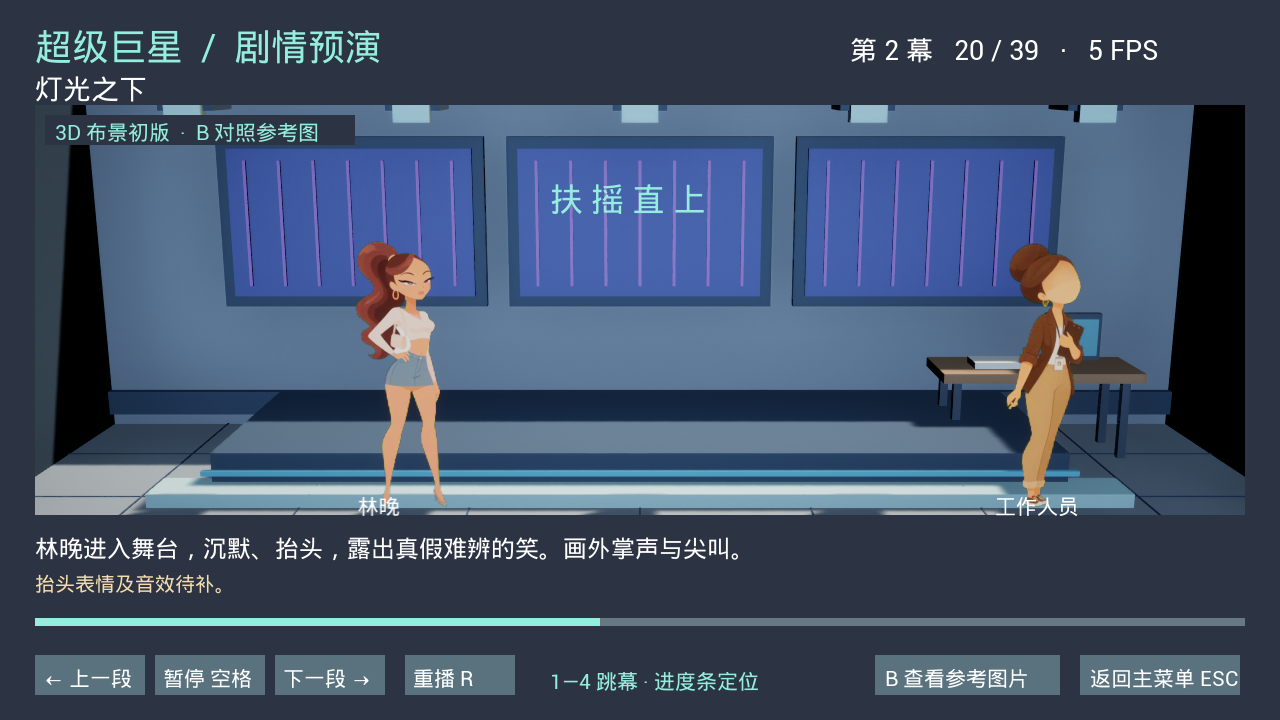 超级巨星 / 剧情预演
第 2 幕 20 / 39 · 5 FPS
灯光之下
3D 布景初版 · B 对照参考图
扶摇直上
林晚
工作人员
林晚进入舞台，沉默、抬头，露出真假难辨的笑。画外掌声与尖叫。
抬头表情及音效待补。
← 上一段
暂停 空格
下一段 →
重播 R
1—4 跳幕 · 进度条定位
B 查看参考图片
返回主菜单 ESC